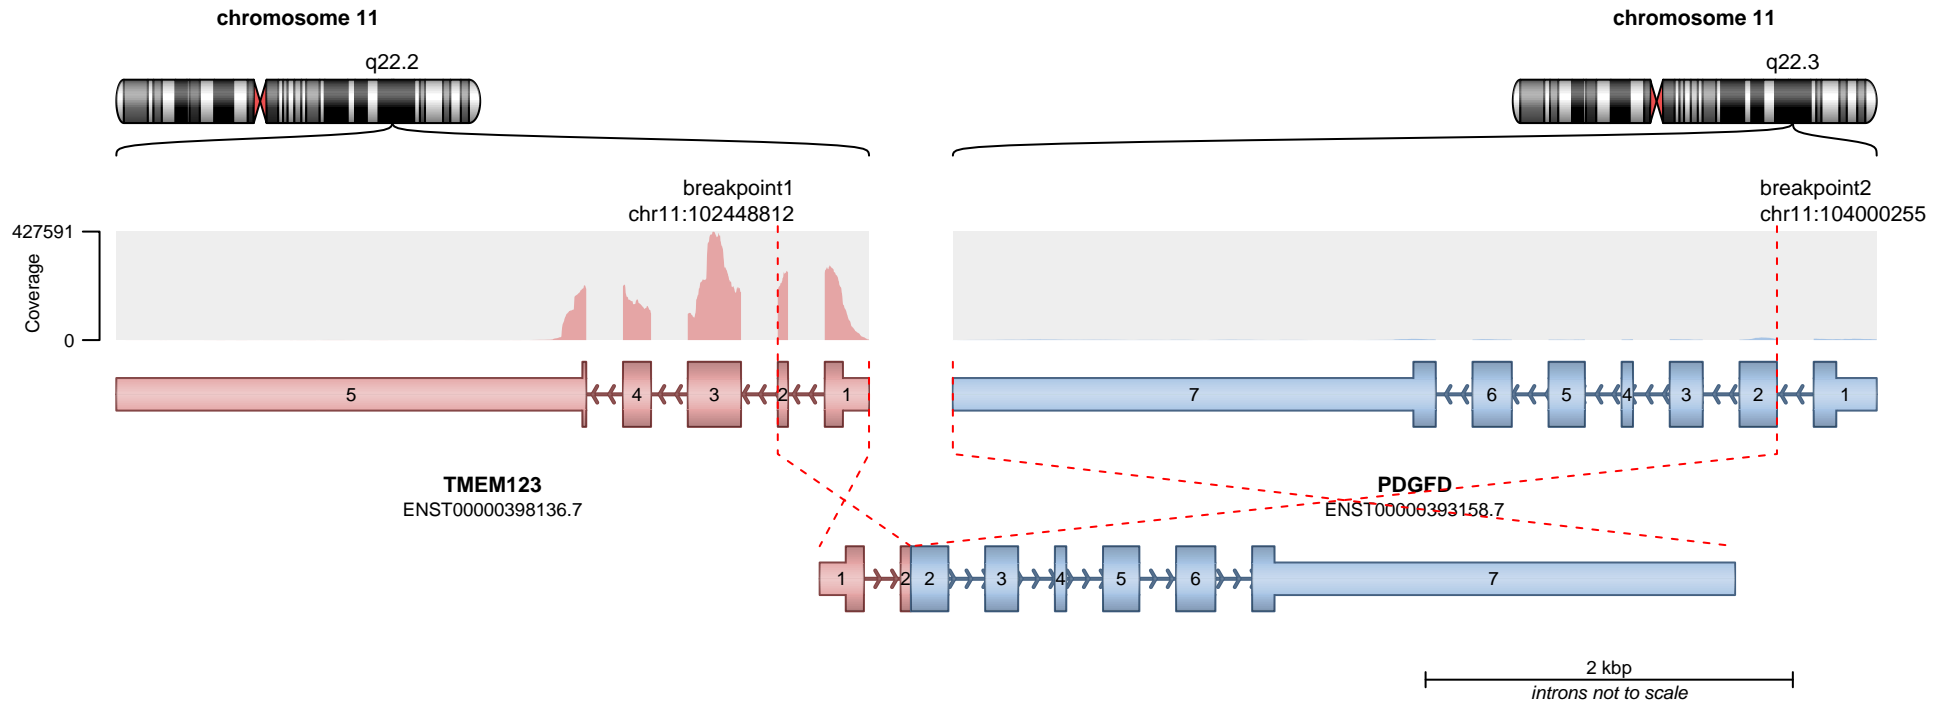 chromosome 11
chromosome 11
q22.2
q22.3
breakpoint1
chr11:102448812
breakpoint2
chr11:104000255
427591
Coverage
0
5 4 3 2 1
7 6 5 4 3 2 1
TMEM123
ENST00000398136.7
PDGFD
ENST00000393158.7
1 2 2 3 4 5 6 7
2 kbp
introns not to scale